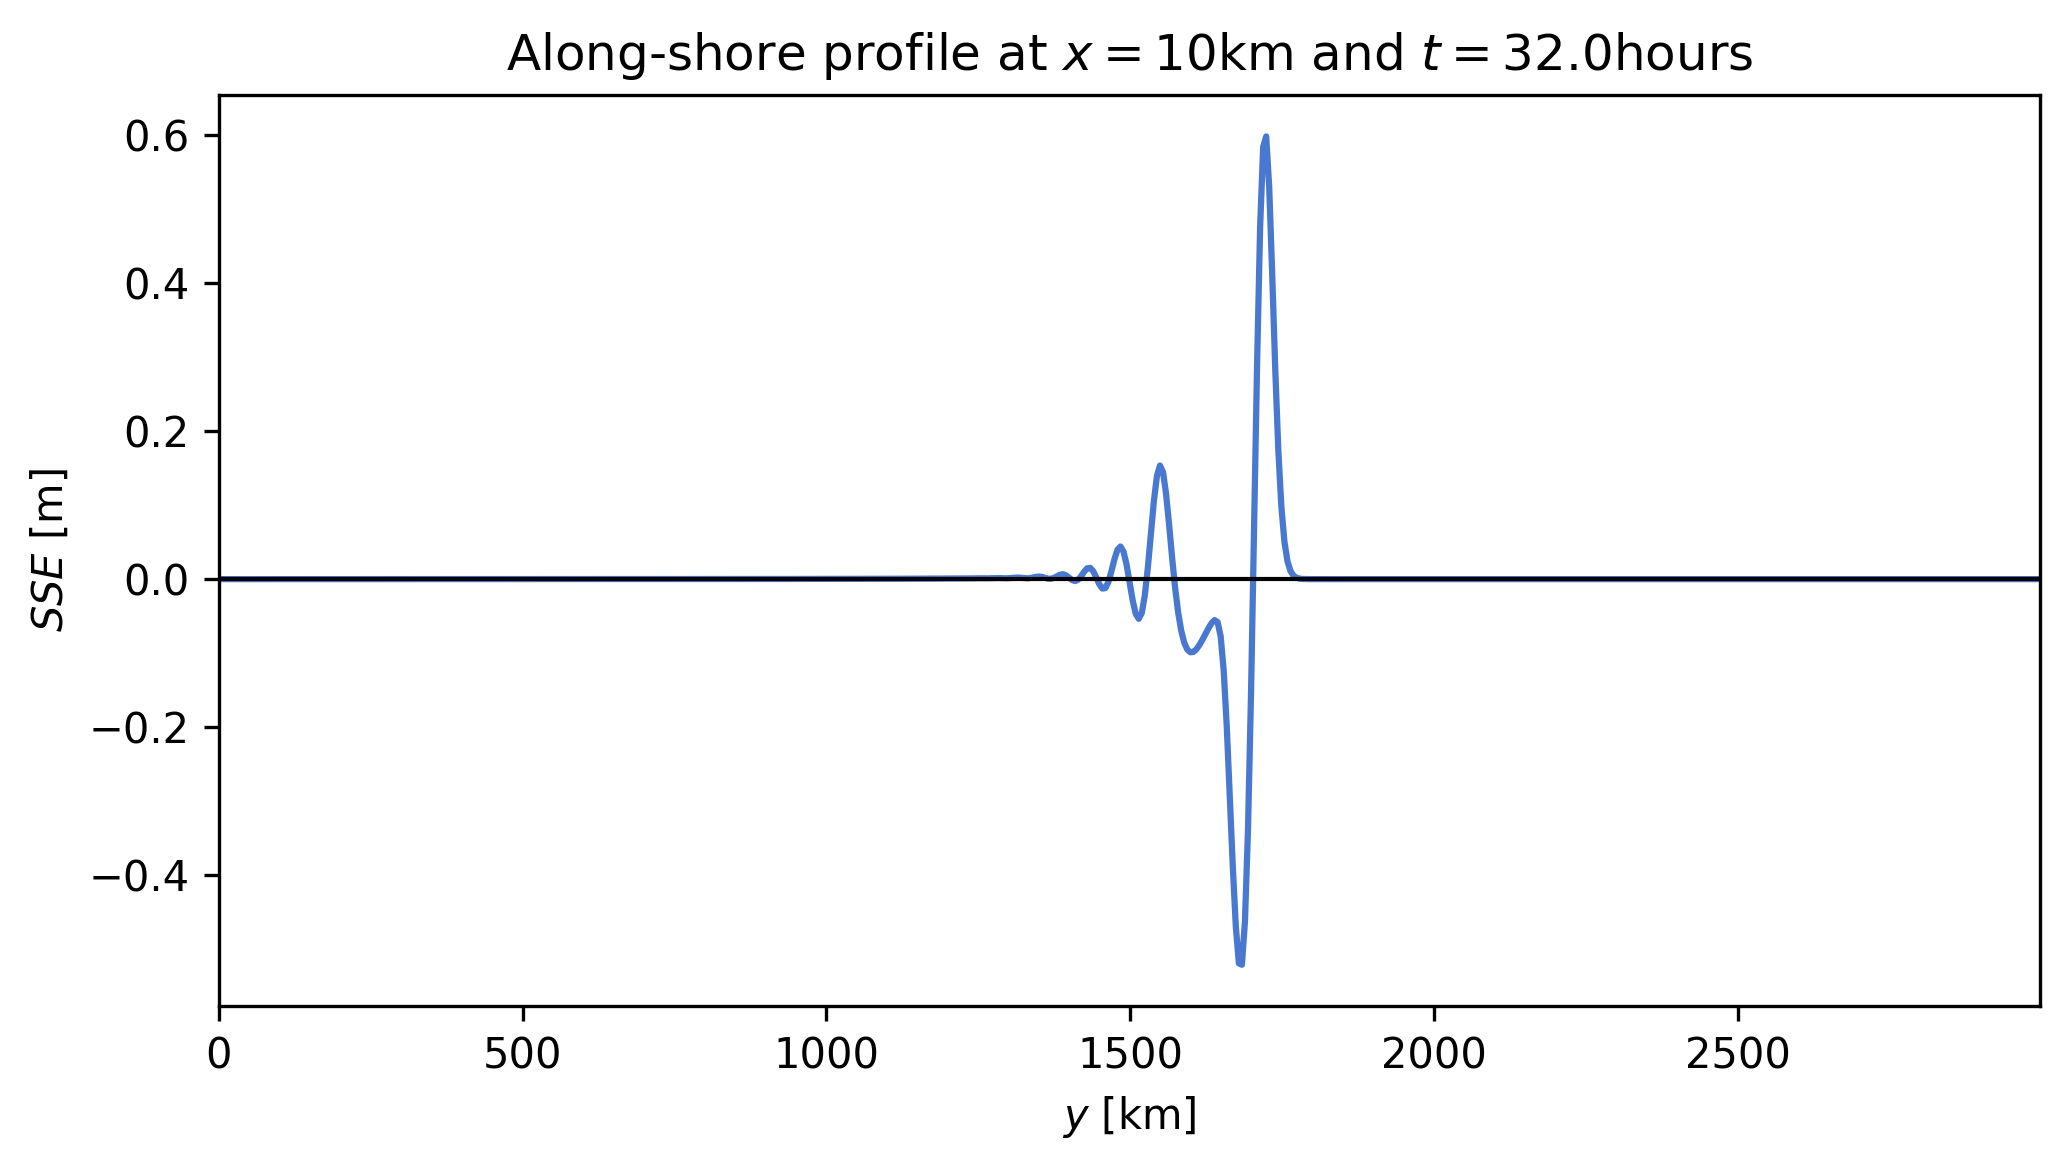 Along-shore profile at x = 10km and t = 32.0hours
0.6
0.4
0.2
0.0
−0.2
−0.4
SSE [m]
0 500 1000 1500 2000 2500
y [km]